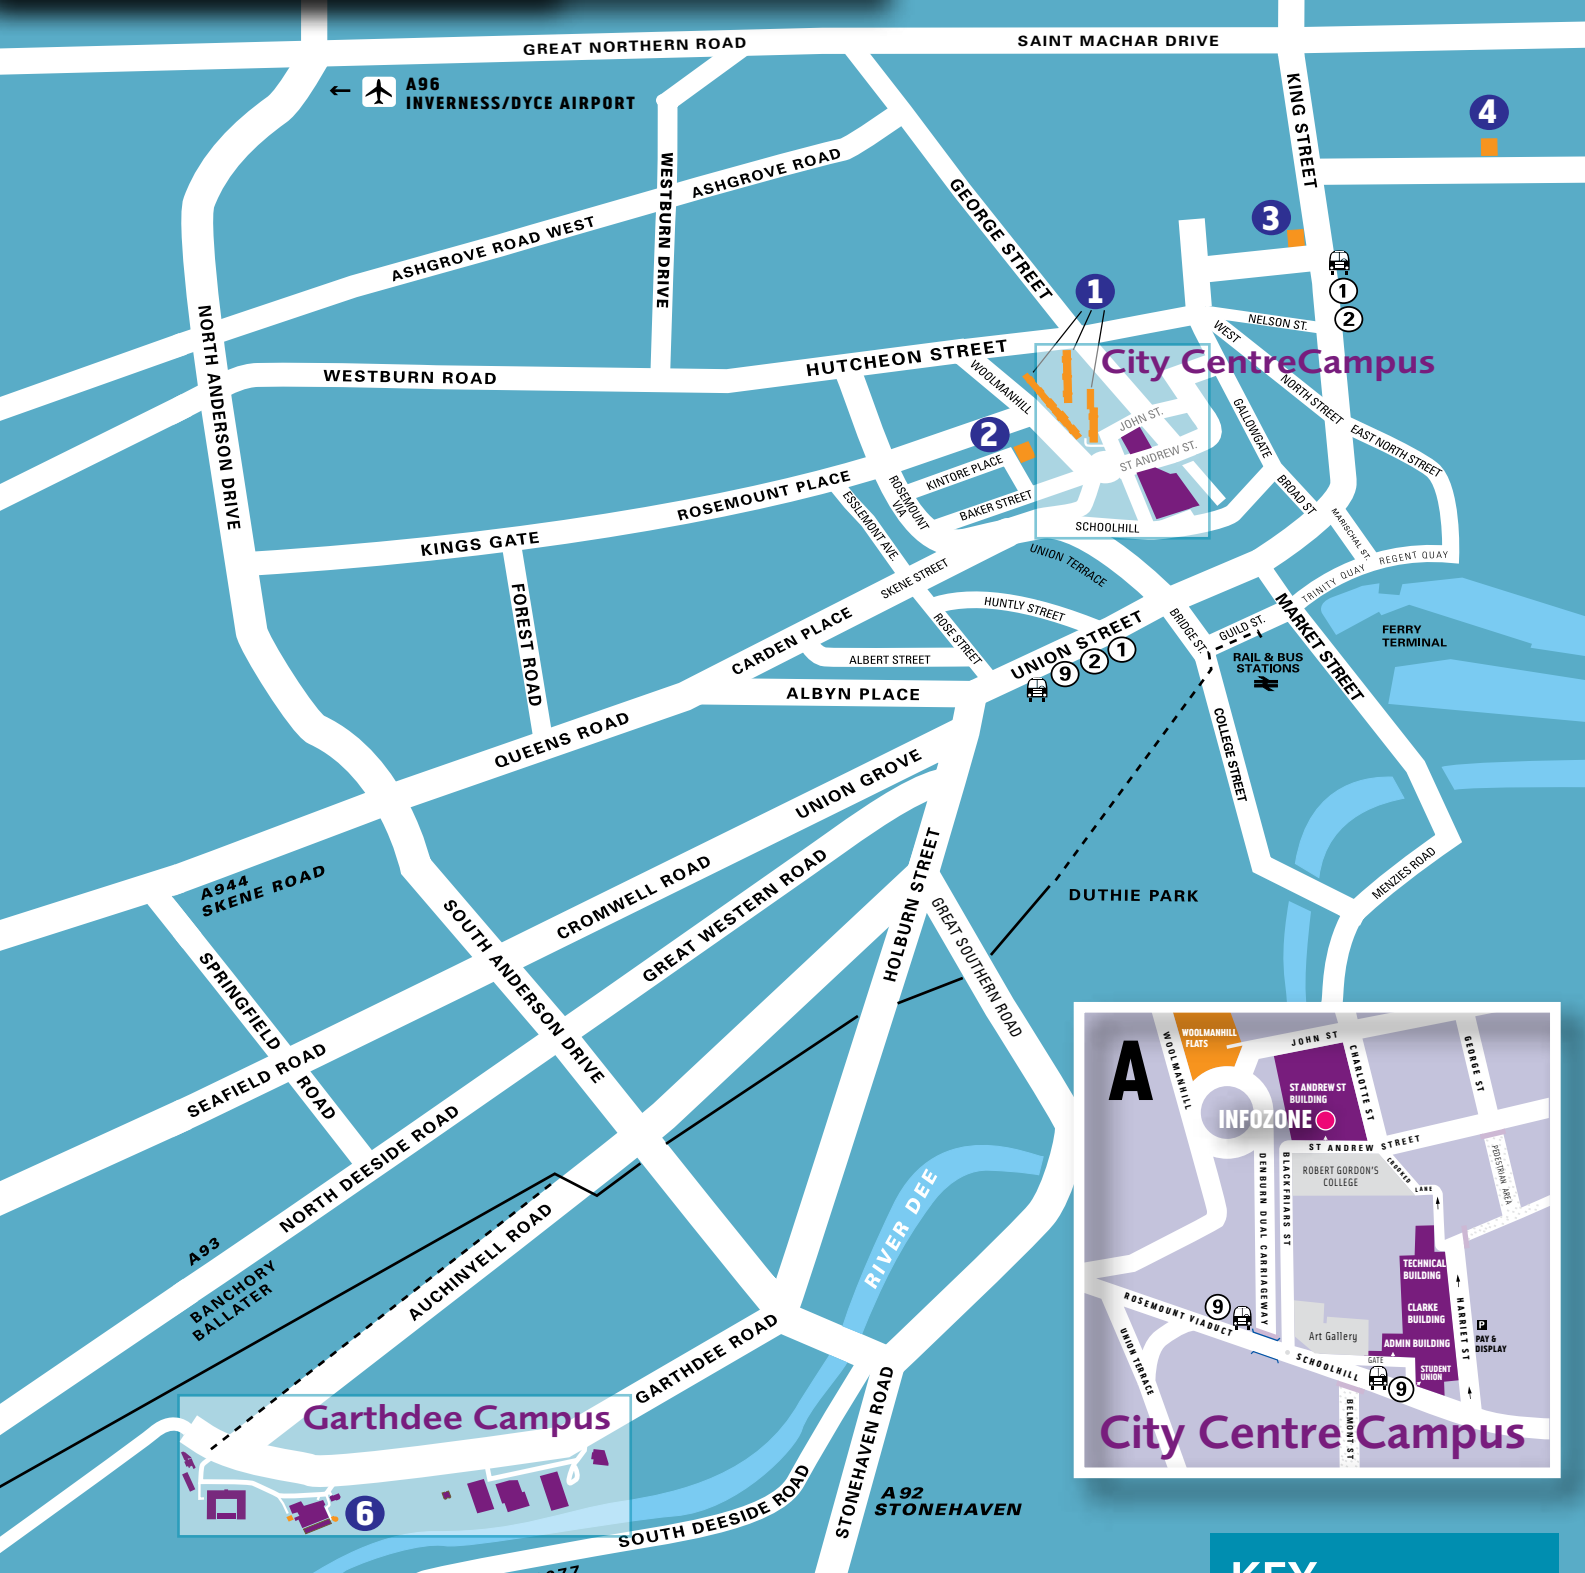 GREAT NORTHERN ROAD
SAINT MACHAR DRIVE
← A96
INVERNESS/DYCE AIRPORT
KING STREET
4
WESTBURN DRIVE
ASHGROVE ROAD
ASHGROVE ROAD WEST
GEORGE STREET
3
1
1
2
NORTH ANDERSON DRIVE
NELSON ST.
WEST
NORTH STREET
EAST NORTH STREET
HUTCHEON STREET
City CentreCampus
WESTBURN ROAD
WOOLMANHILL
JOHN ST.
GALLOWGATE
2
ST ANDREW ST.
KINTORE PLACE
ROSEMOUNT PLACE
ROSEMOUNT
VIA
BAKER STREET
ESSLEMONT AVE.
BROAD ST
MARISCHAL ST.
SCHOOLHILL
KINGS GATE
UNION TERRACE
REGENT QUAY
TRINITY QUAY
SKENE STREET
FOREST ROAD
HUNTLY STREET
ROSE STREET
CARDEN PLACE
ALBERT STREET
UNION STREET
BRIDGE ST.
GUILD ST.
MARKET STREET
FERRY
TERMINAL
RAIL & BUS
STATIONS
9
2
1
ALBYN PLACE
QUEENS ROAD
COLLEGE STREET
UNION GROVE
HOLBURN STREET
MENZIES ROAD
A944
SKENE ROAD
CROMWELL ROAD
GREAT WESTERN ROAD
DUTHIE PARK
GREAT SOUTHERN ROAD
SOUTH ANDERSON DRIVE
SPRINGFIELD
ROAD
SEAFIELD ROAD
NORTH DEESIDE ROAD
A93
BANCHORY
BALLATER
AUCHINYELL ROAD
RIVER DEE
GARTHDEE ROAD
Garthdee Campus
6
SOUTH DEESIDE ROAD
STONEHAVEN ROAD
A92
STONEHAVEN
A
WOOLMANHILL
FLATS
WOOLMANHILL
JOHN ST
CHARLOTTE ST
GEORGE ST
ST ANDREW ST
BUILDING
INFOZONE
ST ANDREW STREET
ROBERT GORDON'S
COLLEGE
CROOKED LANE
PEDESTRIAN AREA
DENBURN DUAL CARRIAGEWAY
BLACKFRIARS ST
TECHNICAL
BUILDING
CLARKE
BUILDING
ADMIN BUILDING
HARRIET ST
P
PAY &
DISPLAY
9
ROSEMOUNT VIADUCT
UNION TERRACE
Art Gallery
GATE
STUDENT
UNION
SCHOOLHILL
9
BELMONT ST
City Centre Campus
KEY